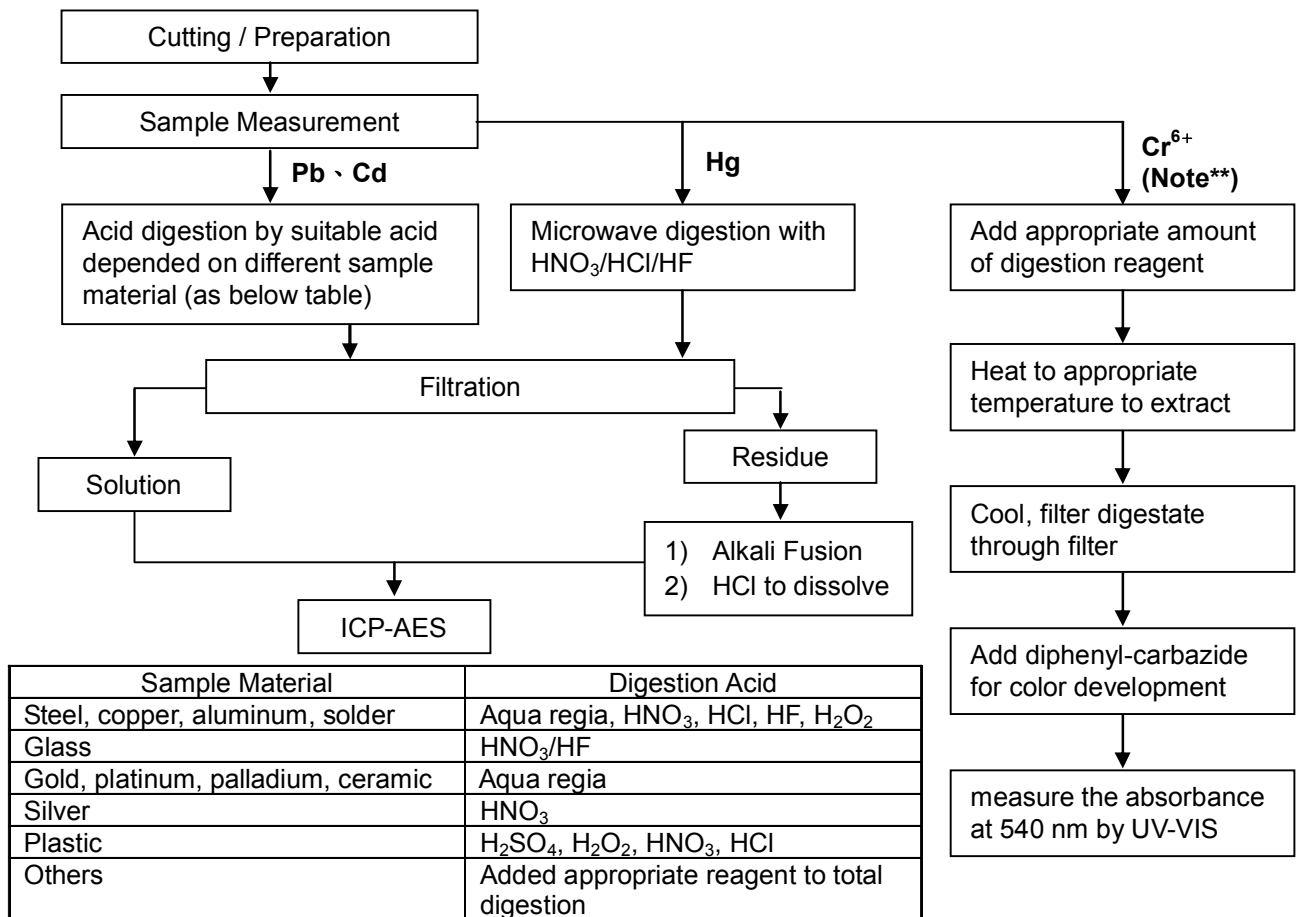 Cutting / Preparation
Sample Measurement
Pb、Cd
Hg
Cr⁶⁺
(Note**)
Acid digestion by suitable acid
depended on different sample
material (as below table)
Microwave digestion with
HNO₃/HCl/HF
Add appropriate amount
of digestion reagent
Filtration
Heat to appropriate
temperature to extract
Solution
Residue
1) Alkali Fusion
2) HCl to dissolve
Cool, filter digestate
through filter
ICP-AES
Add diphenyl-carbazide
for color development
measure the absorbance
at 540 nm by UV-VIS
Sample Material Digestion Acid
Steel, copper, aluminum, solder Aqua regia, HNO₃, HCl, HF, H₂O₂
Glass HNO₃/HF
Gold, platinum, palladium, ceramic Aqua regia
Silver HNO₃
Plastic H₂SO₄, H₂O₂, HNO₃, HCl
Others Added appropriate reagent to total
digestion